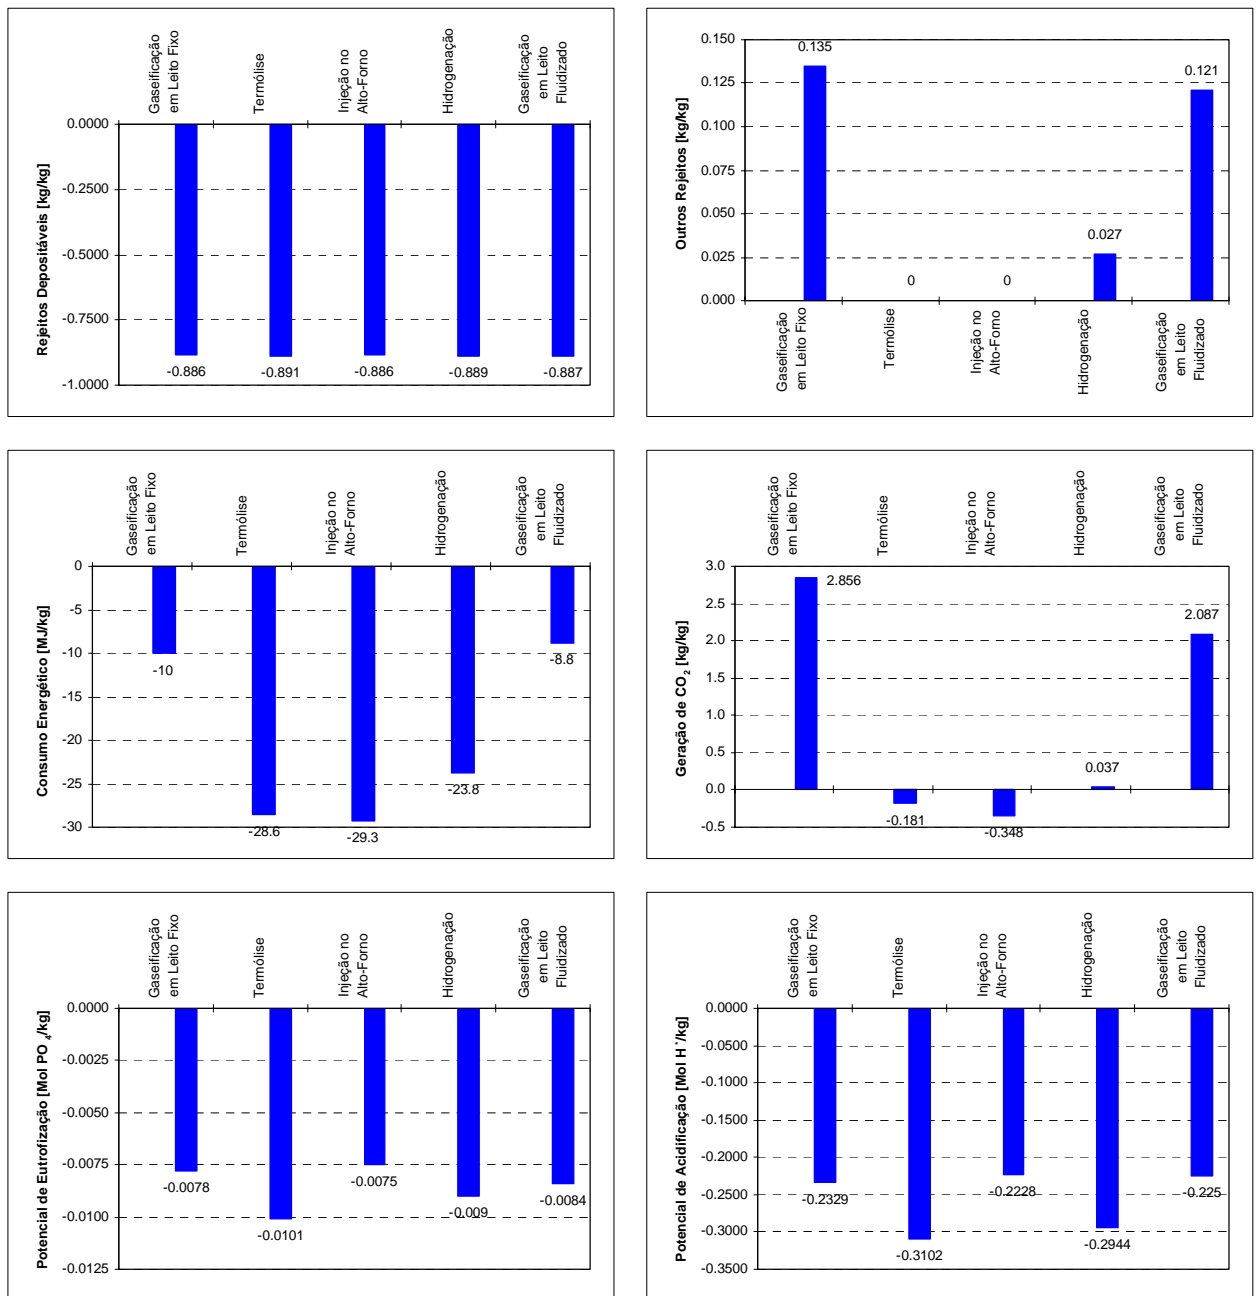 Gaseificação
em Leito Fixo
Termólise
Injeção no
Alto-Forno
Hidrogenação
Gaseificação
em Leito
Fluidizado
Rejeitos Depositáveis [kg/kg]
0.0000
-0.2500
-0.5000
-0.7500
-1.0000
-0.886
-0.891
-0.886
-0.889
-0.887
Outros Rejeitos [kg/kg]
0.150
0.125
0.100
0.075
0.050
0.025
0.000
0.135
0
0
0.027
0.121
Gaseificação
em Leito Fixo
Termólise
Injeção no
Alto-Forno
Hidrogenação
Gaseificação
em Leito
Fluidizado
Gaseificação
em Leito Fixo
Termólise
Injeção no
Alto-Forno
Hidrogenação
Gaseificação
em Leito
Fluidizado
Consumo Energético [MJ/kg]
0
-5
-10
-15
-20
-25
-30
-10
-28.6
-29.3
-23.8
-8.8
Gaseificação
em Leito Fixo
Termólise
Injeção no
Alto-Forno
Hidrogenação
Gaseificação
em Leito
Fluidizado
Geração de CO2 [kg/kg]
3.0
2.5
2.0
1.5
1.0
0.5
0.0
-0.5
2.856
-0.181
-0.348
0.037
2.087
Gaseificação
em Leito Fixo
Termólise
Injeção no
Alto-Forno
Hidrogenação
Gaseificação
em Leito
Fluidizado
Potencial de Eutrofização [Mol PO4/kg]
0.0000
-0.0025
-0.0050
-0.0075
-0.0100
-0.0125
-0.0078
-0.0101
-0.0075
-0.009
-0.0084
Gaseificação
em Leito Fixo
Termólise
Injeção no
Alto-Forno
Hidrogenação
Gaseificação
em Leito
Fluidizado
Potencial de Acidificação [Mol H+/kg]
0.0000
-0.0500
-0.1000
-0.1500
-0.2000
-0.2500
-0.3000
-0.3500
-0.2329
-0.3102
-0.2228
-0.2944
-0.225